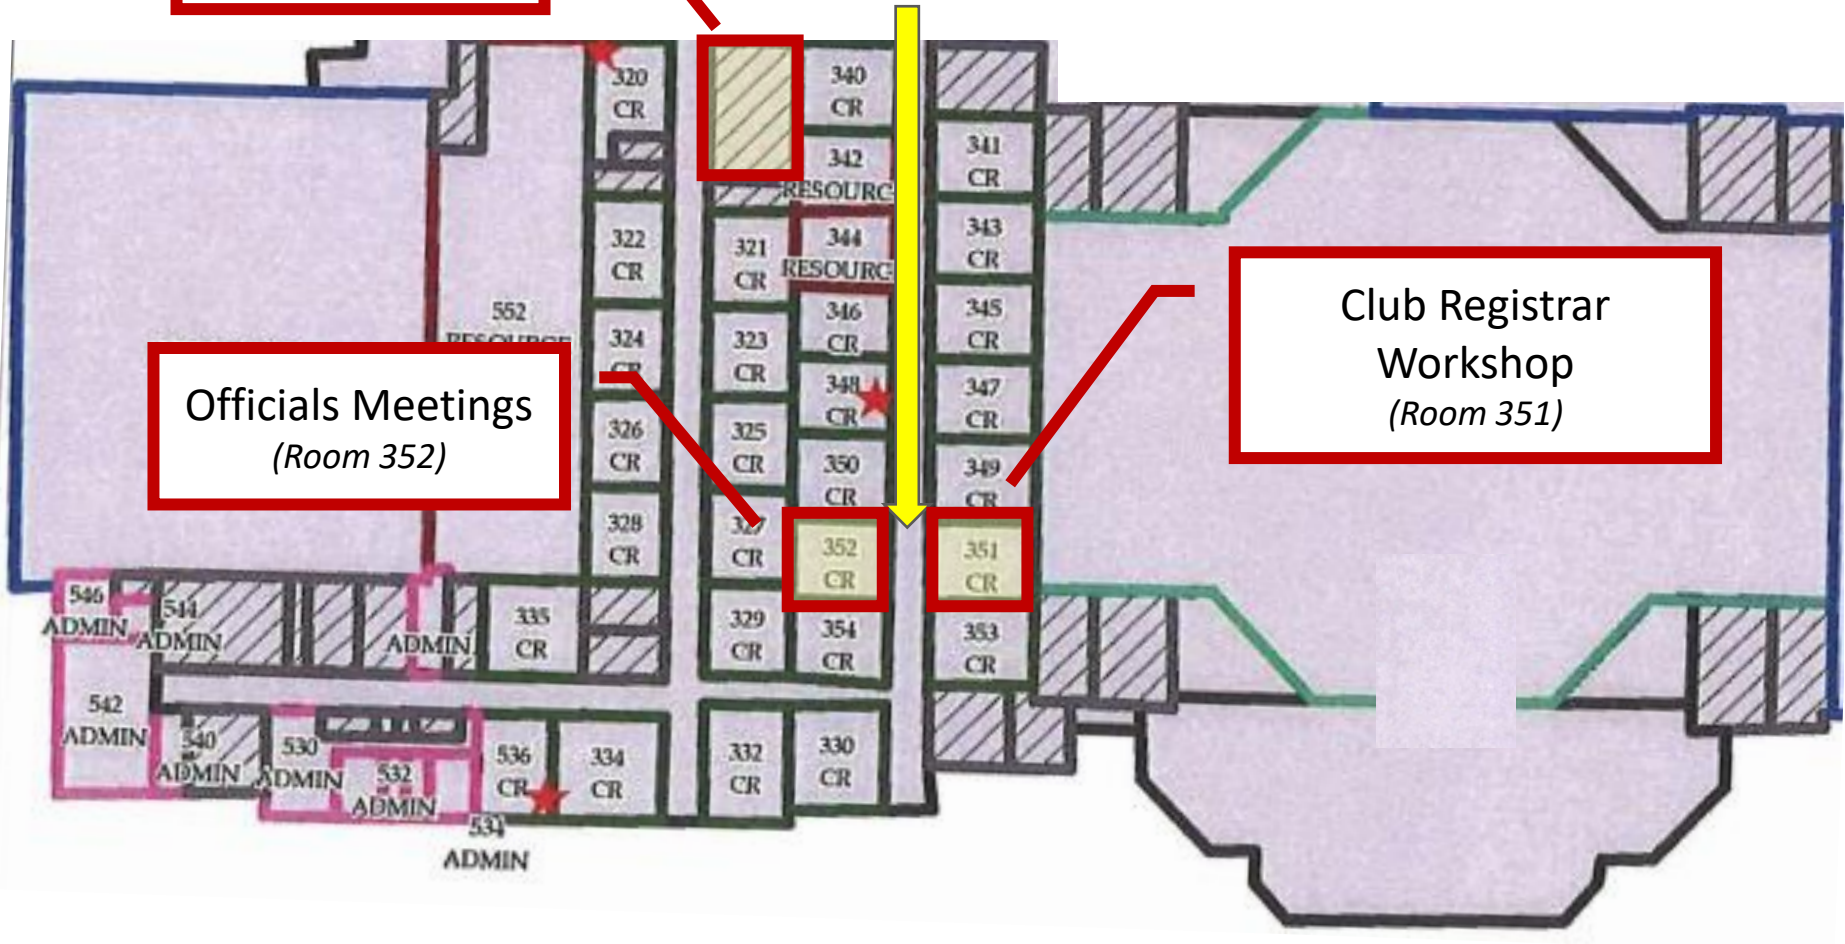 320
CR
340
CR
342
RESOURC
341
CR
322
CR
321
CR
344
RESOURC
343
CR
552
324
CR
323
CR
346
CR
345
CR
Club Registrar
Workshop
(Room 351)
Officials Meetings
(Room 352)
348
CR
347
CR
326
CR
325
CR
350
CR
349
CR
328
CR
327
CR
352
CR
351
CR
546
ADMIN
544
ADMIN
ADMIN
335
CR
329
CR
354
CR
353
CR
542
ADMIN
540
ADMIN
530
ADMIN
532
ADMIN
536
CR
334
CR
332
CR
330
CR
534
ADMIN